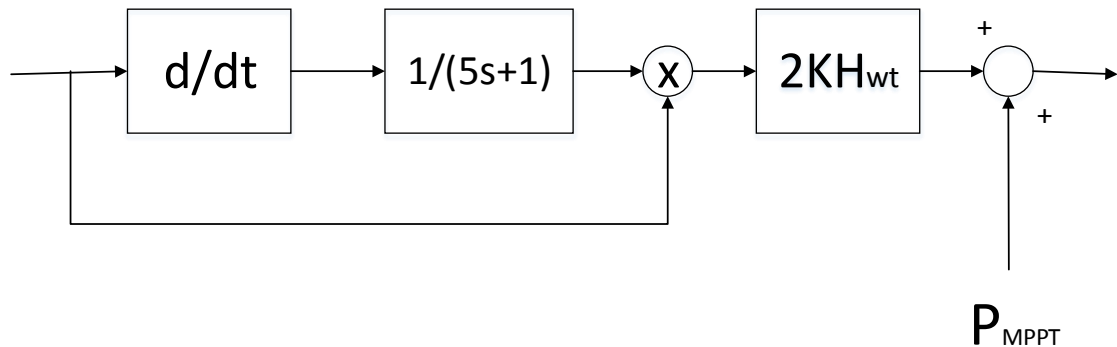 d/dt
1/(5s+1)
x
2KHwt
+
+
PMPPT